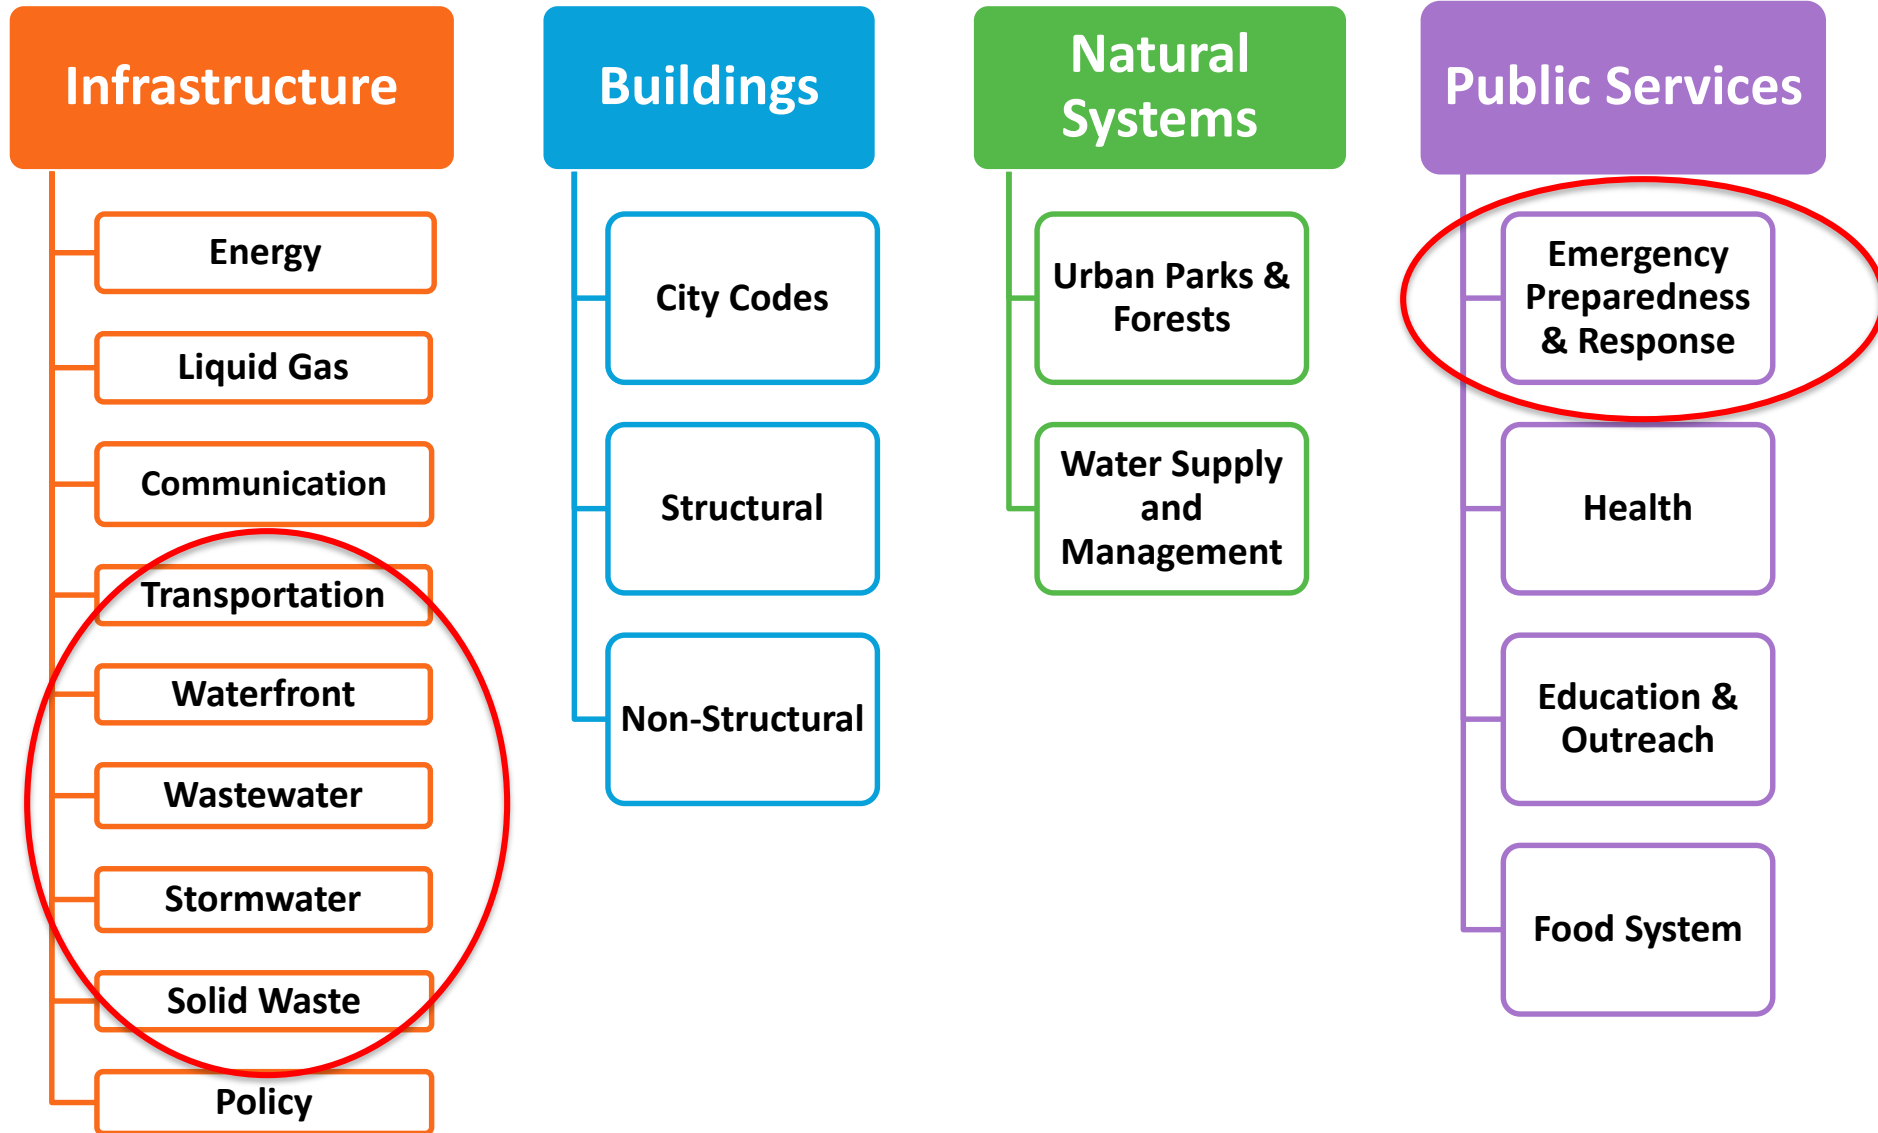 Infrastructure
Energy
Liquid Gas
Communication
Transportation
Waterfront
Wastewater
Stormwater
Solid Waste
Policy
Buildings
City Codes
Structural
Non-Structural
Natural
Systems
Urban Parks &
Forests
Water Supply
and
Management
Public Services
Emergency
Preparedness
& Response
Health
Education &
Outreach
Food System